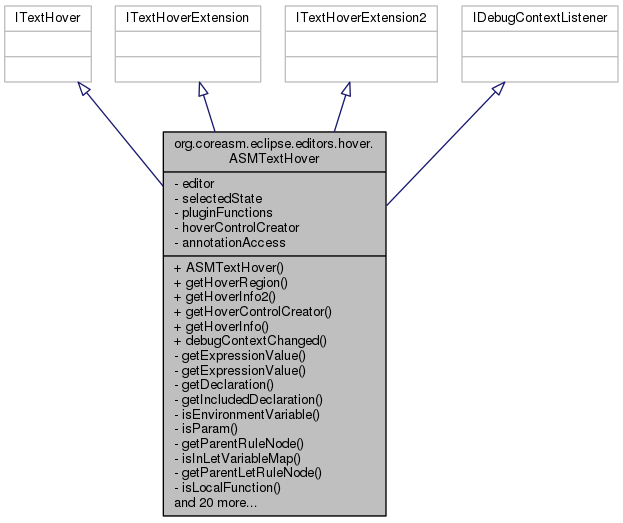 ITextHover
ITextHoverExtension
ITextHoverExtension2
IDebugContextListener
org.coreasm.eclipse.editors.hover.
ASMTextHover
- editor
- selectedState
- pluginFunctions
- hoverControlCreator
- annotationAccess
+ ASMTextHover()
+ getHoverRegion()
+ getHoverInfo2()
+ getHoverControlCreator()
+ getHoverInfo()
+ debugContextChanged()
- getExpressionValue()
- getExpressionValue()
- getDeclaration()
- getIncludedDeclaration()
- isEnvironmentVariable()
- isParam()
- getParentRuleNode()
- isInLetVariableMap()
- getParentLetRuleNode()
- isLocalFunction()
and 20 more...